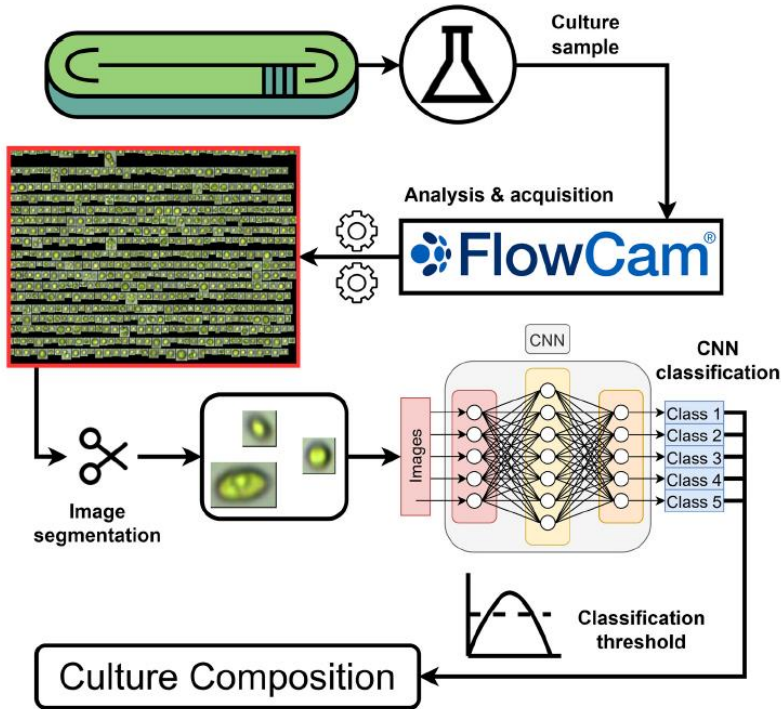 Culture
sample
Analysis & acquisition
FlowCam®
CNN
CNN
classification
Images
Class 1
Class 2
Class 3
Class 4
Class 5
Image
segmentation
Classification
threshold
Culture Composition